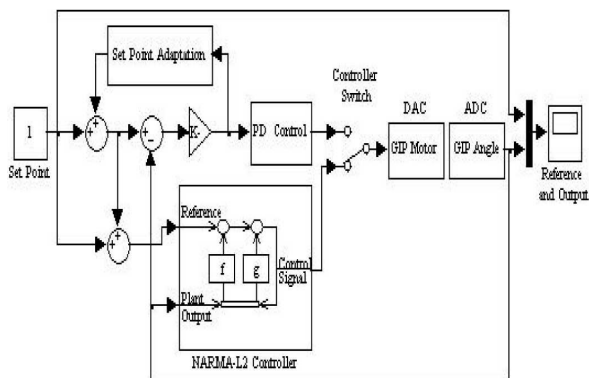 Set Point Adaptation
Controller
Switch
DAC
ADC
1
+
+
+
−
K-
PD Control
GIP Motor
GIP Angle
Set Point
Reference
and Output
+
+
Reference
f
g
Control
Signal
Plant
Output
NARMA-L2 Controller